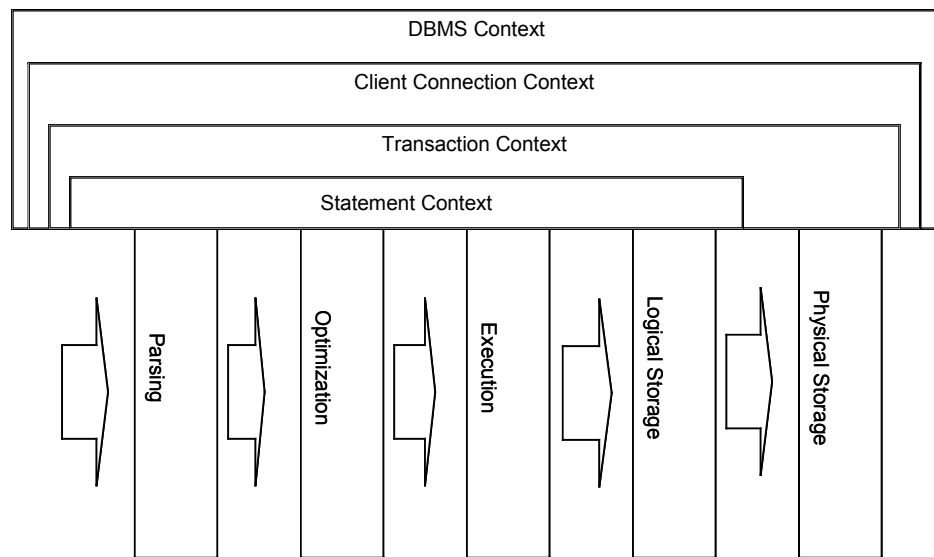 DBMS Context
Client Connection Context
Transaction Context
Statement Context
Parsing
Optimization
Execution
Logical Storage
Physical Storage